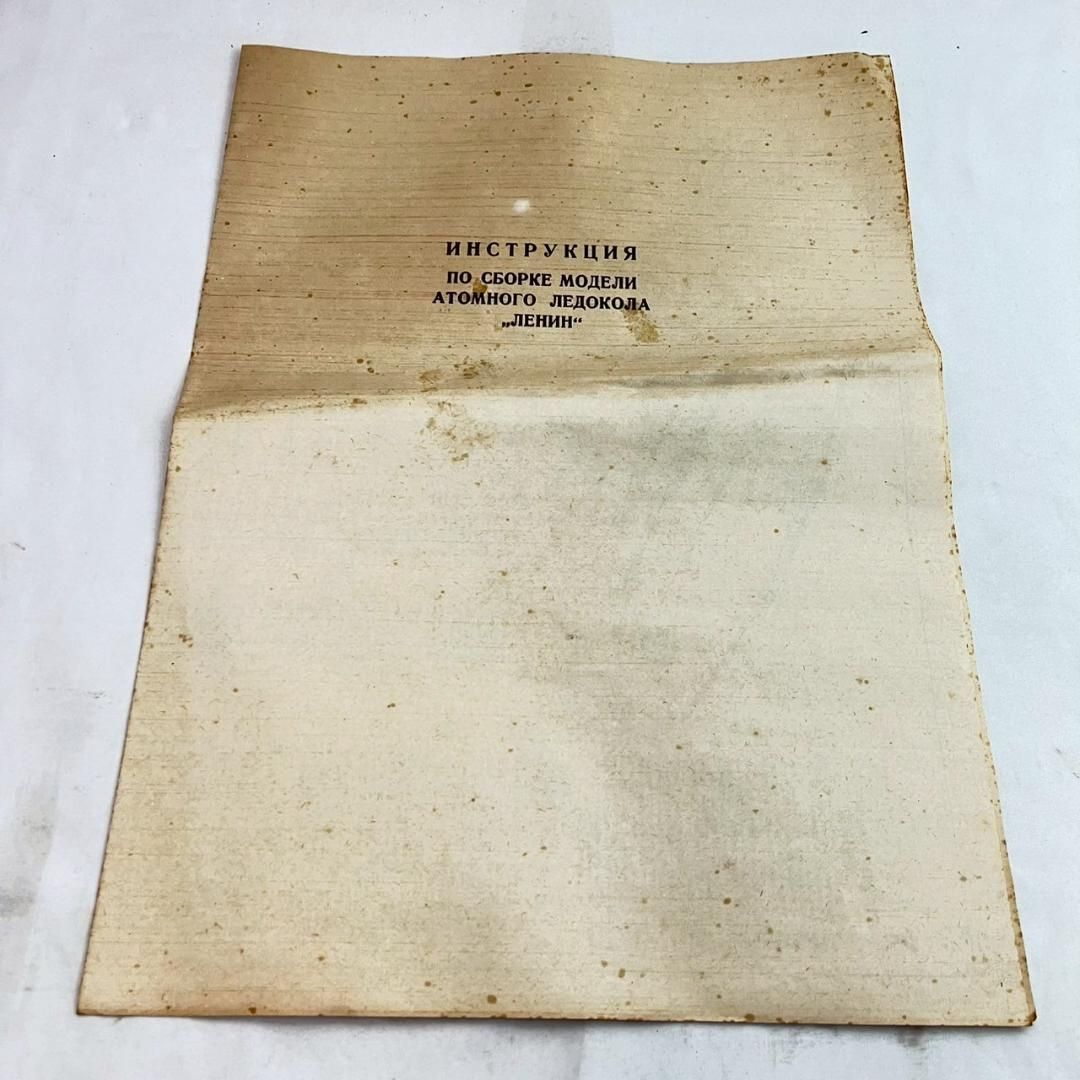 ИНСТРУКЦИЯ
ПО СБОРКЕ МОДЕЛИ
АТОМНОГО ЛЕДОКОЛА
„ЛЕНИН“